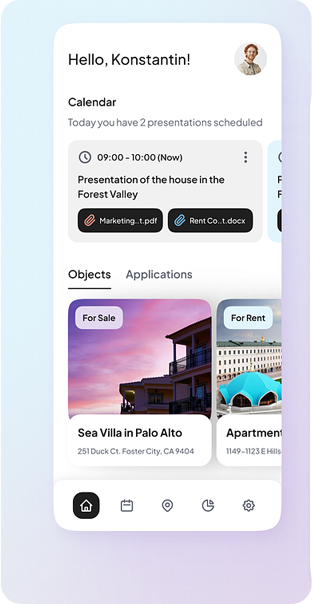 Hello, Konstantin!
Calendar
Today you have 2 presentations scheduled
09:00 - 10:00 (Now)
Presentation of the house in the
Forest Valley
Marketing..t.pdf
Rent Co..t.docx
P
F
Objects
Applications
For Sale
For Rent
Sea Villa in Palo Alto
251 Duck Ct. Foster City, CA 9404
Apartment
1149-1123 E Hills